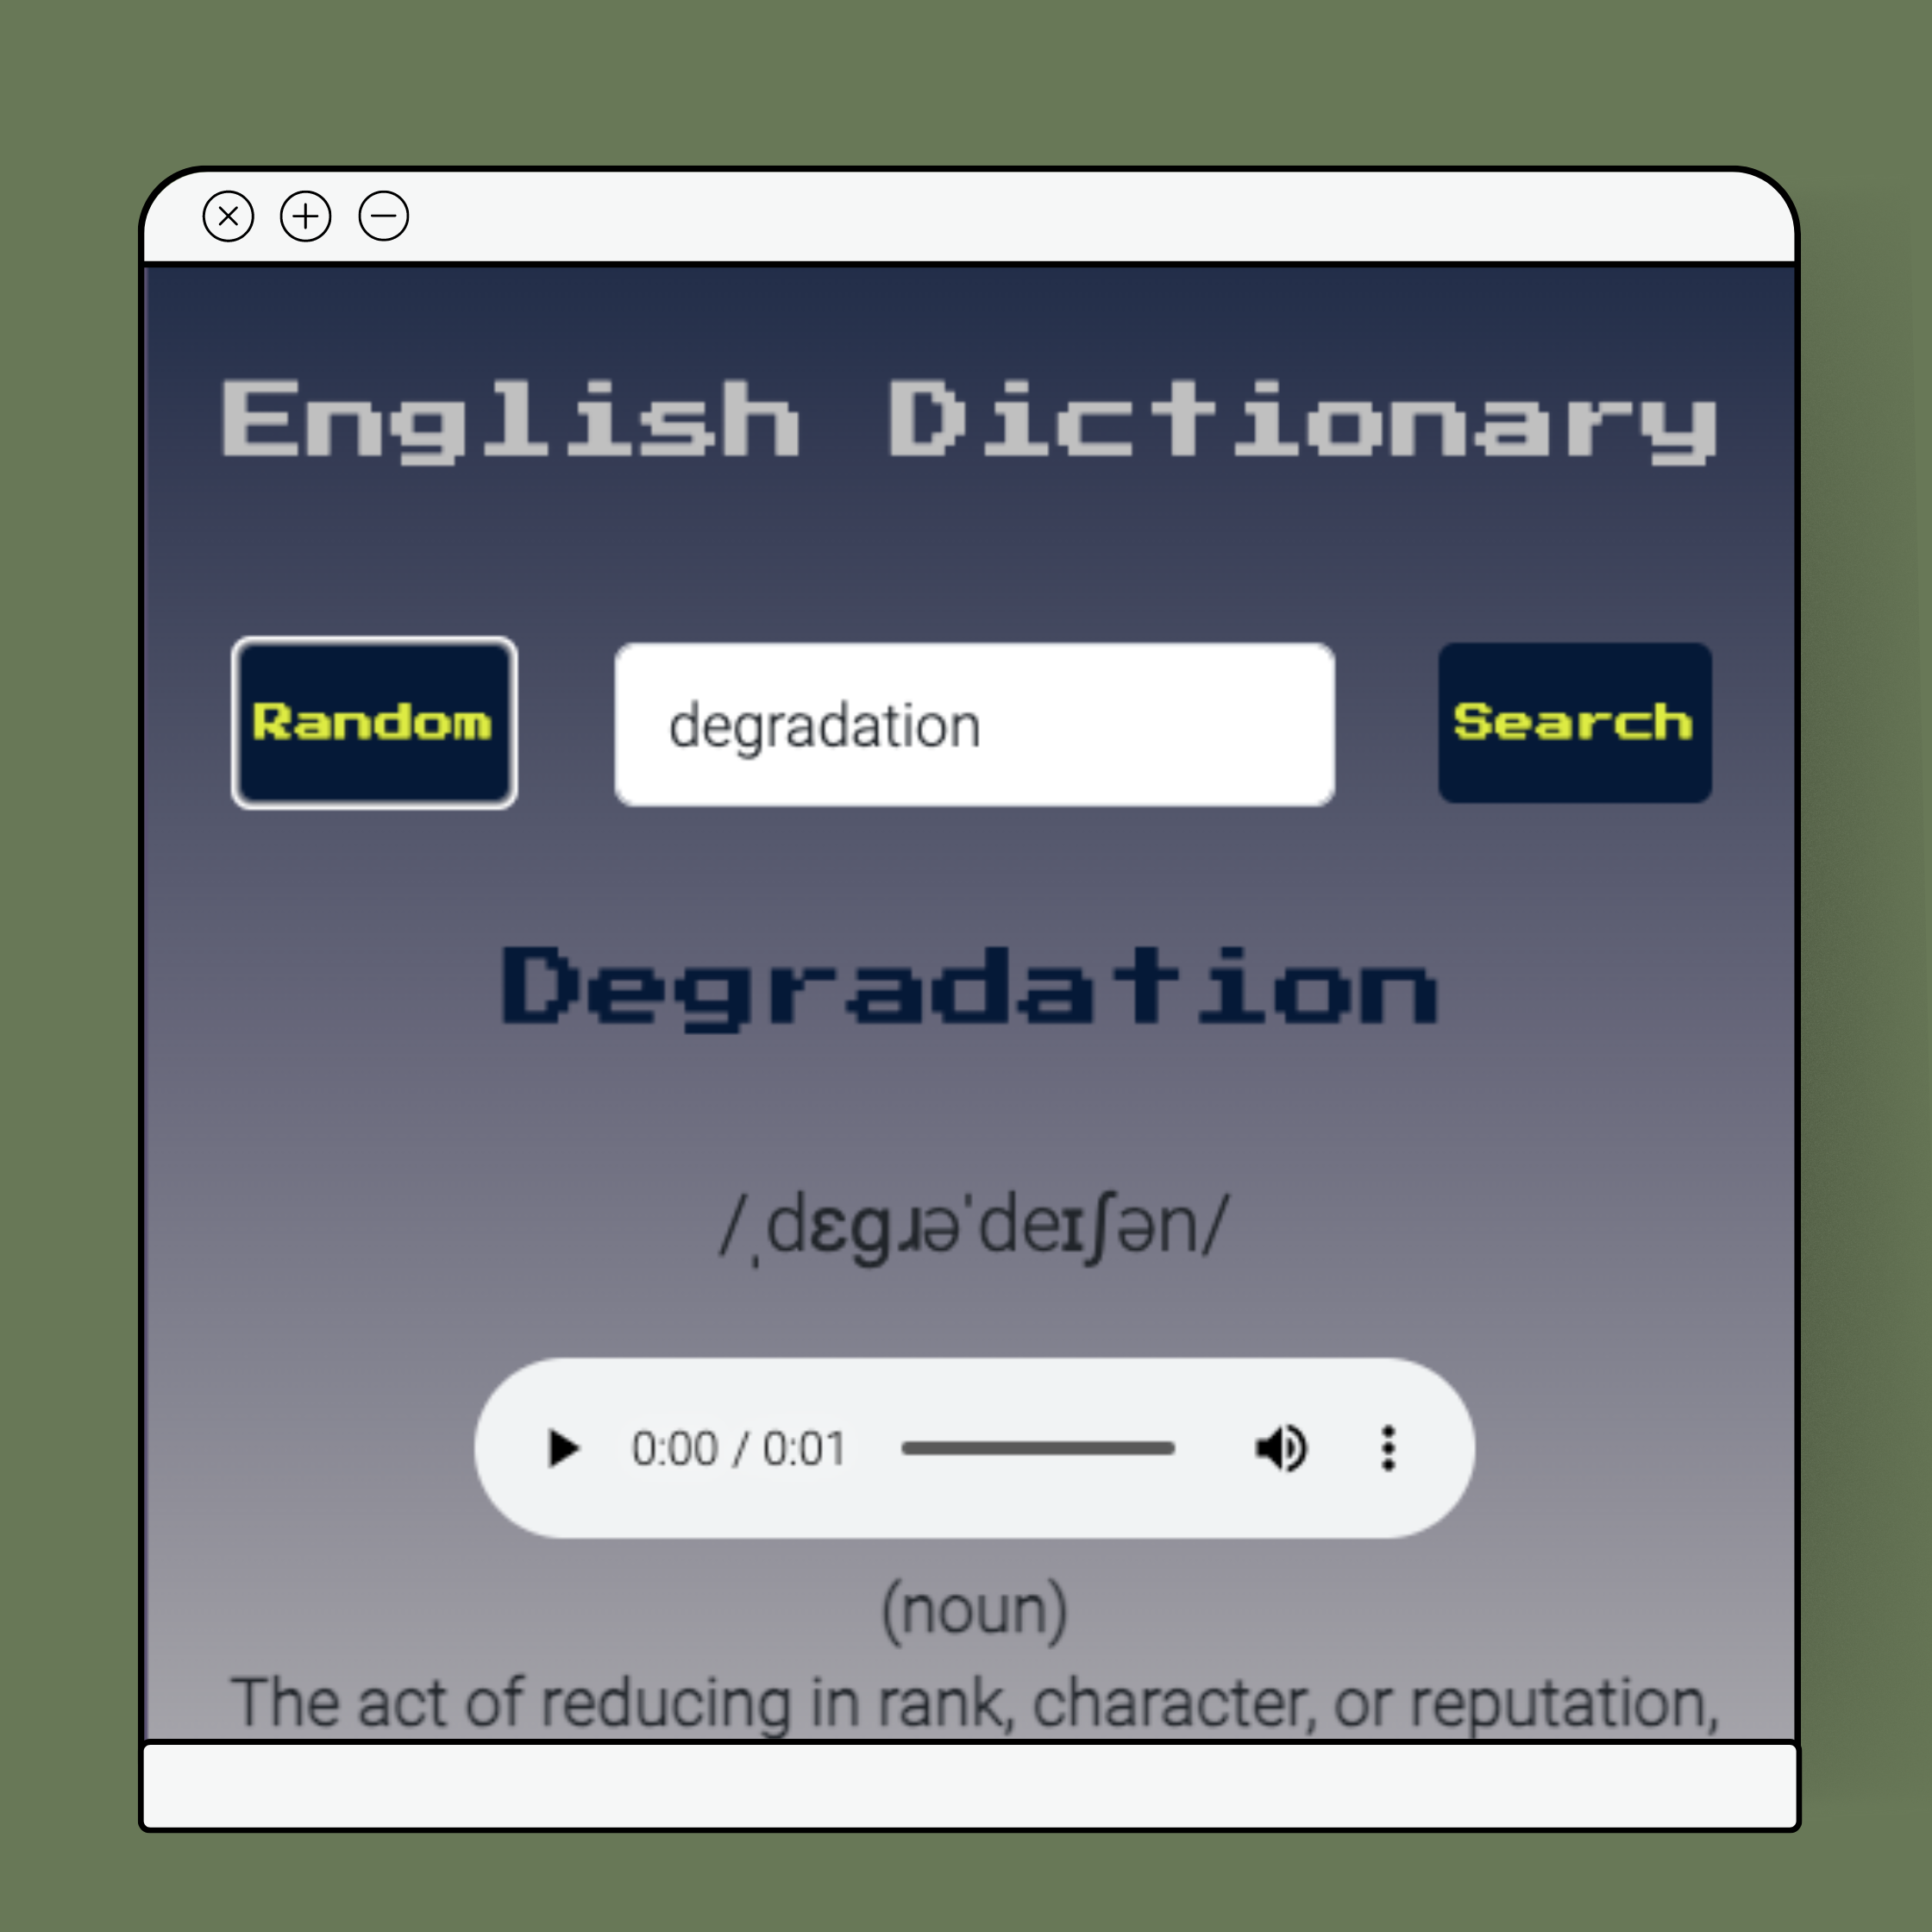 English Dictionary
Random
degradation
Search
Degradation
/ˌdɛɡɹəˈdeɪʃən/
0:00 / 0:01
(noun)
The act of reducing in rank, character, or reputation,